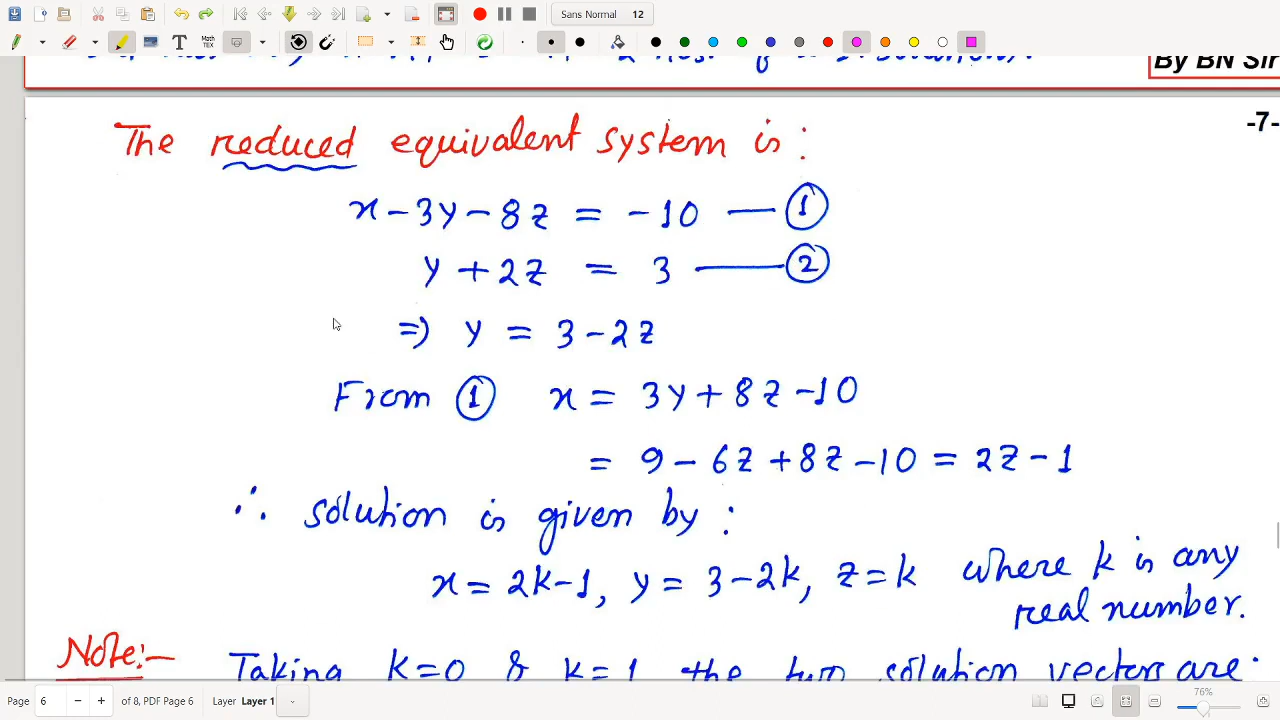 Sans Normal 12
By BN Sir
-7-
The reduced equivalent system is:
x - 3y - 8z = -10 — ①
y + 2z = 3 — ②
⇒ y = 3 - 2z
From ① x = 3y + 8z - 10
= 9 - 6z + 8z - 10 = 2z - 1
∴ solution is given by:
x = 2k-1, y = 3-2k, z = k where k is any
real number.
Note:- Taking k=0 & k=1 the two solution vectors are:
Page 6 of 8, PDF Page 6 Layer Layer 1 76%